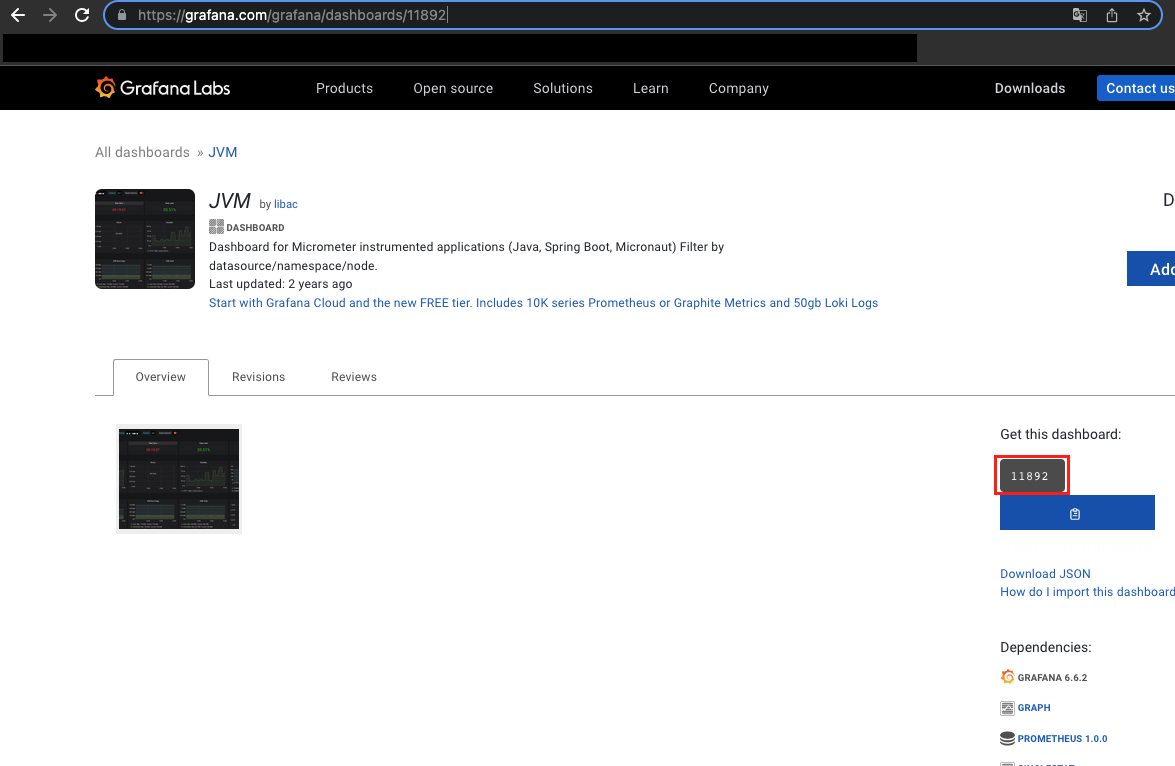 https://grafana.com/grafana/dashboards/11892
Grafana Labs
Products Open source Solutions Learn Company Downloads Contact us
All dashboards » JVM
JVM by libac
DASHBOARD
Dashboard for Micrometer instrumented applications (Java, Spring Boot, Micronaut) Filter by
datasource/namespace/node.
Last updated: 2 years ago
Start with Grafana Cloud and the new FREE tier. Includes 10K series Prometheus or Graphite Metrics and 50gb Loki Logs
D
Add
Overview Revisions Reviews
Get this dashboard:
11892
Download JSON
How do I import this dashboard
Dependencies:
GRAFANA 6.6.2
GRAPH
PROMETHEUS 1.0.0